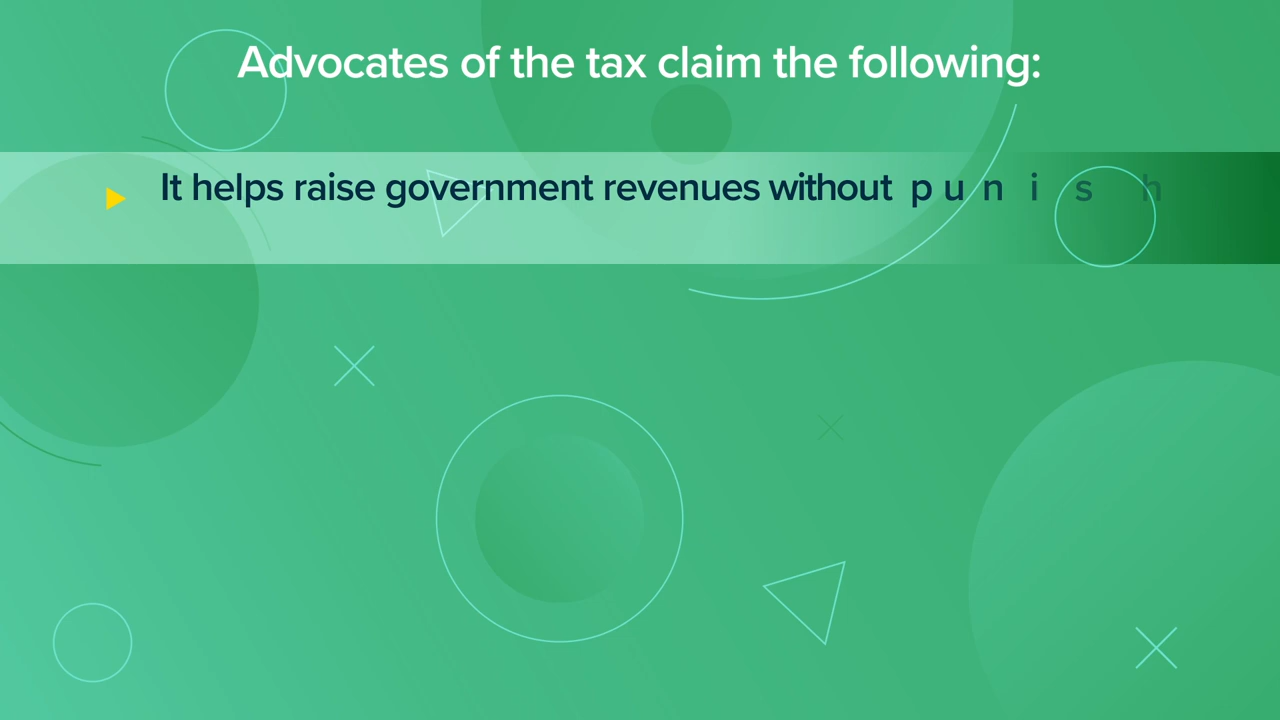 Advocates of the tax claim the following:
It helps raise government revenues without punish